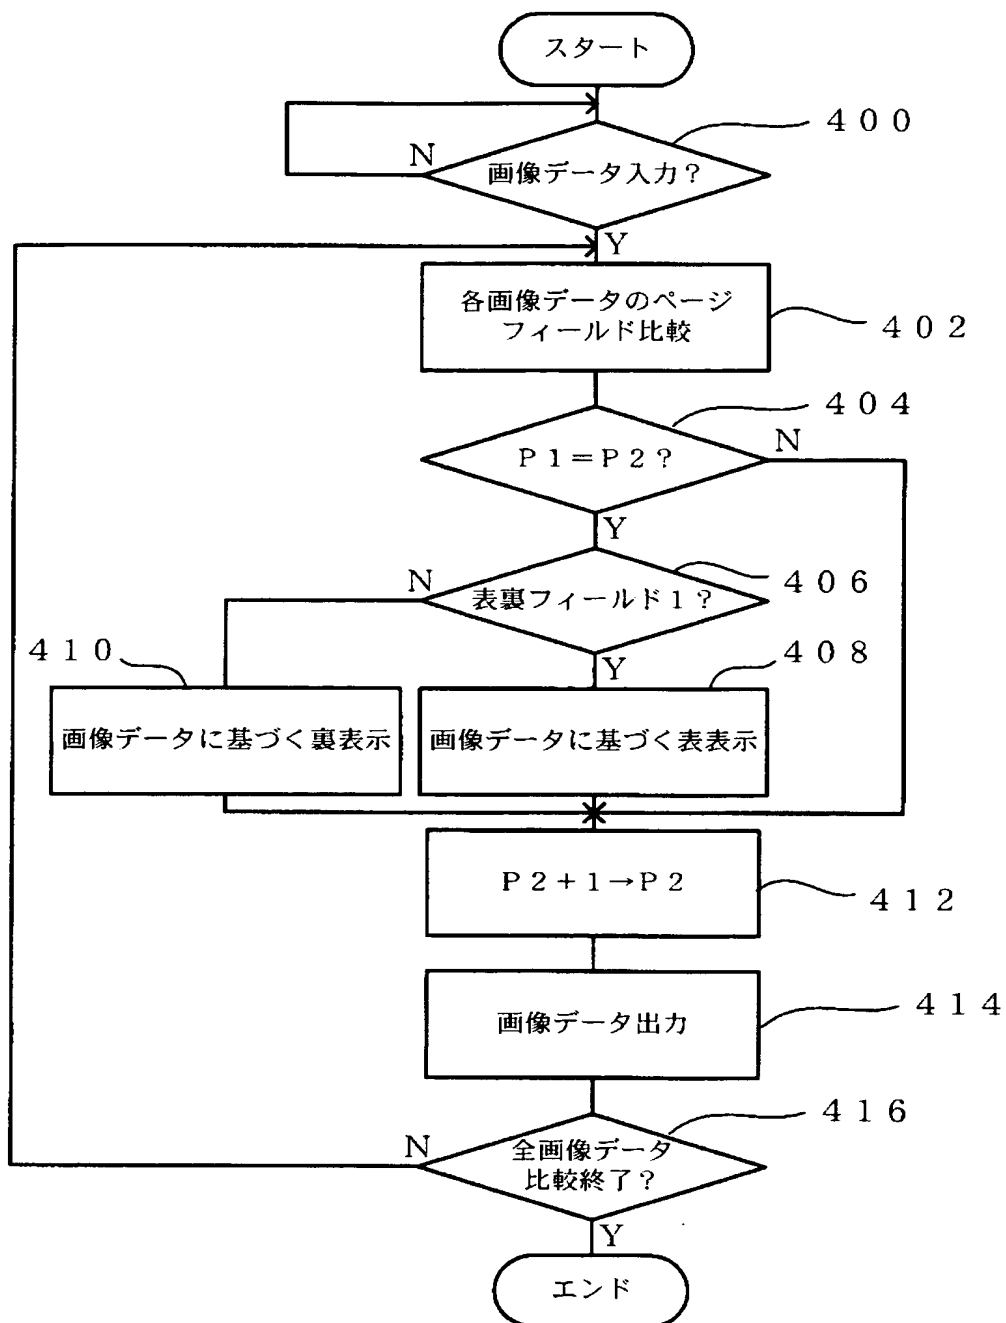 スタート
400
N
画像データ入力？
Y
各画像データのページ
フィールド比較
402
404
P1＝P2？
N
Y
N
表裏フィールド1？
406
410
Y
408
画像データに基づく裏表示
画像データに基づく表表示
P2＋1→P2
412
画像データ出力
414
416
N
全画像データ
比較終了？
Y
エンド